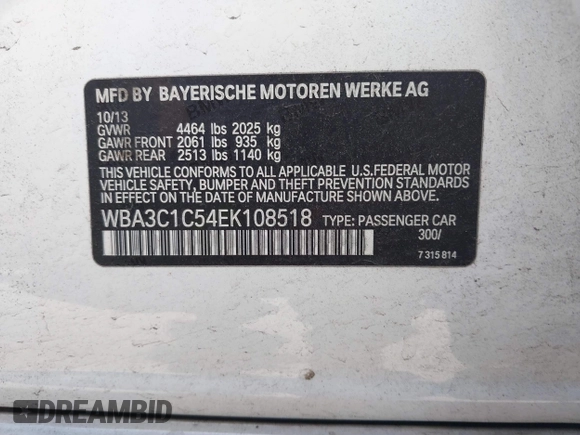 MFD BY BAYERISCHE MOTOREN WERKE AG
10/13
GVWR 4464 lbs 2025 kg
GAWR FRONT 2061 lbs 935 kg
GAWR REAR 2513 lbs 1140 kg
THIS VEHICLE CONFORMS TO ALL APPLICABLE U.S.FEDERAL MOTOR
VEHICLE SAFETY, BUMPER, AND THEFT PREVENTION STANDARDS
IN EFFECT ON THE DATE OF MANUFACTURE SHOWN ABOVE.
WBA3C1C54EK108518 TYPE: PASSENGER CAR
300/
7 315 814
DREAMBID